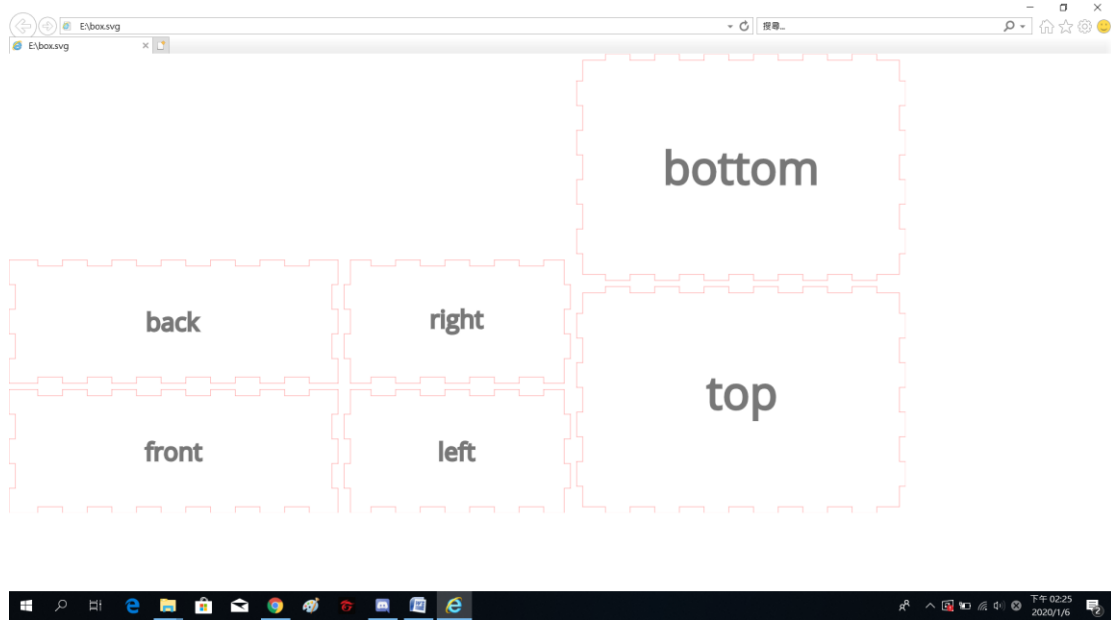 E:\box.svg
搜尋...
E:\box.svg
bottom
back
right
top
front
left
下午 02:25
2020/1/6
2